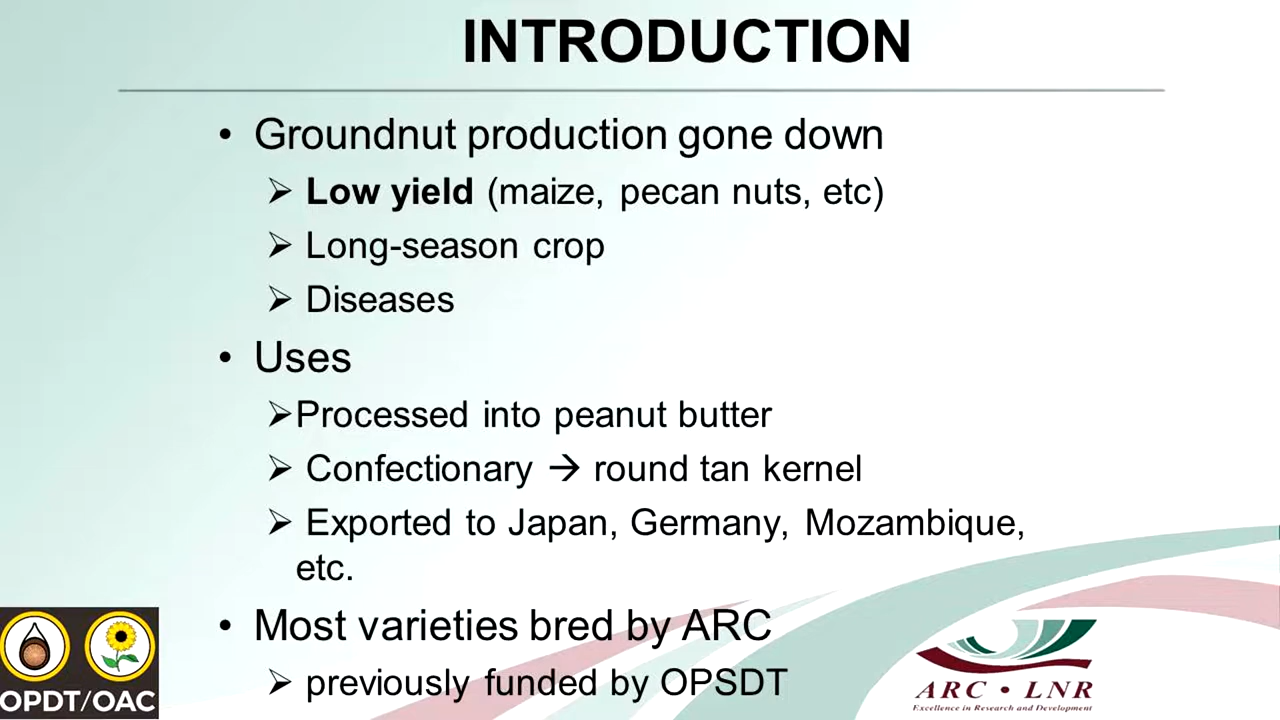 INTRODUCTION
• Groundnut production gone down
➢ Low yield (maize, pecan nuts, etc)
➢ Long-season crop
➢ Diseases
• Uses
➢Processed into peanut butter
➢ Confectionary → round tan kernel
➢ Exported to Japan, Germany, Mozambique,
etc.
• Most varieties bred by ARC
➢ previously funded by OPSDT
OPDT/OAC
ARC • LNR
Excellence in Research and Development